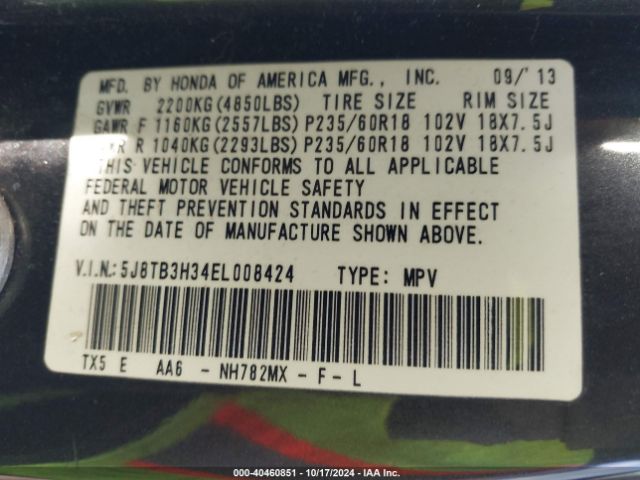 MFD. BY HONDA OF AMERICA MFG., INC. 09/'13
GVWR 2200KG(4850LBS) TIRE SIZE RIM SIZE
GAWR F 1160KG(2557LBS) P235/60R18 102V 18X7.5J
R 1040KG(2293LBS) P235/60R18 102V 18X7.5J
THIS VEHICLE CONFORMS TO ALL APPLICABLE
FEDERAL MOTOR VEHICLE SAFETY
AND THEFT PREVENTION STANDARDS IN EFFECT
ON THE DATE OF MANUFACTURE SHOWN ABOVE.
V.I.N.: 5J8TB3H34EL008424 TYPE: MPV
TX5 E AA6 - NH782MX - F - L
000-40460851 | 10/17/2024 | IAA Inc.